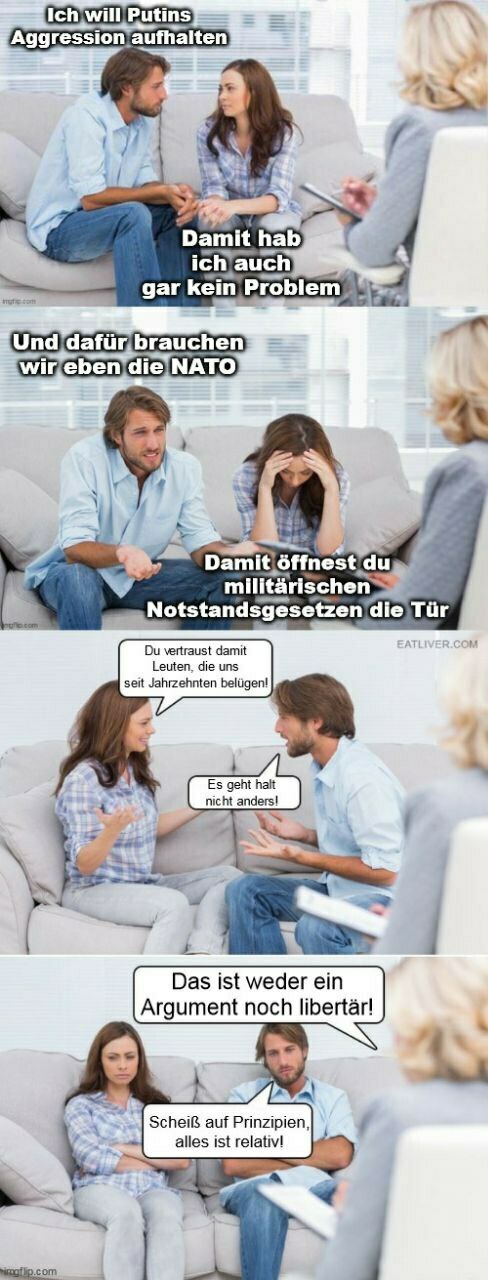 Ich will Putins
Aggression aufhalten
Damit hab
ich auch
gar kein Problem
imgflip.com
Und dafür brauchen
wir eben die NATO
Damit öffnest du
militärischen
Notstandsgesetzen die Tür
imgflip.com
EATLIVER.COM
Du vertraust damit
Leuten, die uns
seit Jahrzehnten belügen!
Es geht halt
nicht anders!
Das ist weder ein
Argument noch libertär!
Scheiß auf Prinzipien,
alles ist relativ!
imgflip.com